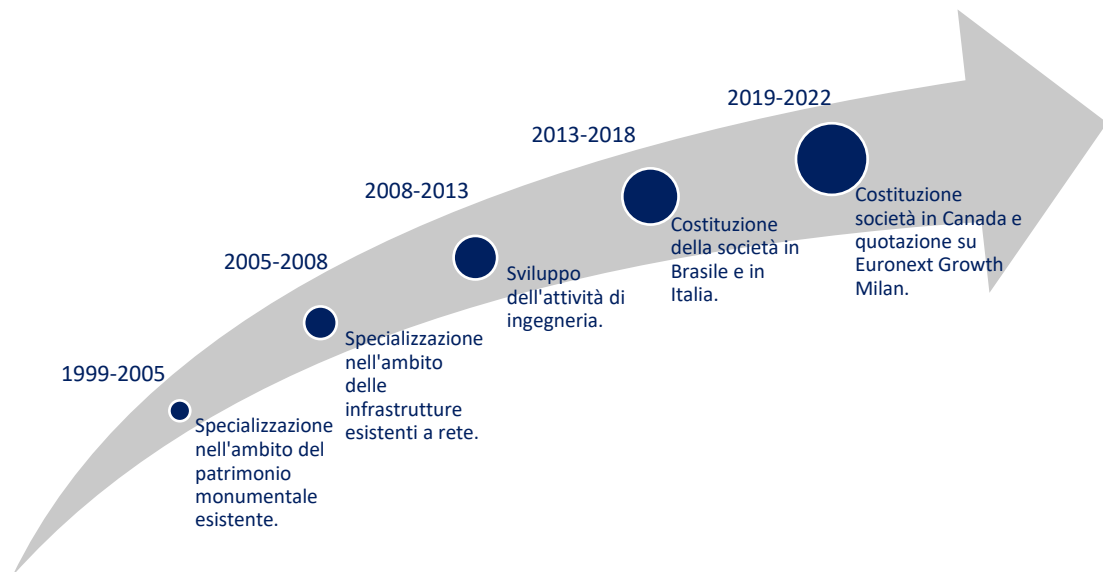 1999-2005
Specializzazione
nell'ambito del
patrimonio
monumentale
esistente.
2005-2008
Specializzazione
nell'ambito
delle
infrastrutture
esistenti a rete.
2008-2013
Sviluppo
dell'attività di
ingegneria.
2013-2018
Costituzione
della società in
Brasile e in
Italia.
2019-2022
Costituzione
società in Canada e
quotazione su
Euronext Growth
Milan.